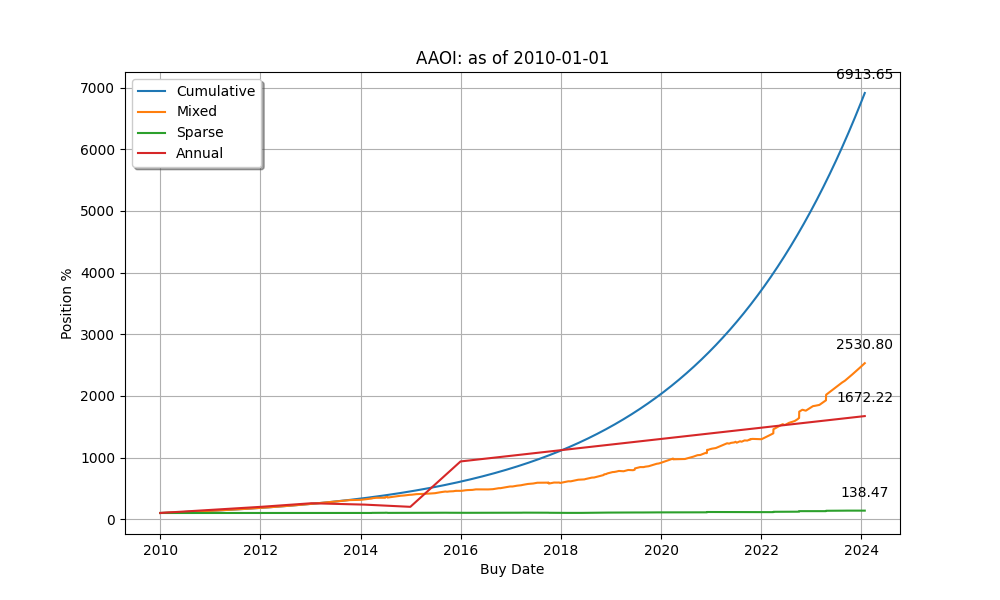 AAOI: as of 2010-01-01
Cumulative
Mixed
Sparse
Annual
6913.65
2530.80
1672.22
138.47
7000
6000
5000
4000
3000
2000
1000
0
Position %
2010 2012 2014 2016 2018 2020 2022 2024
Buy Date